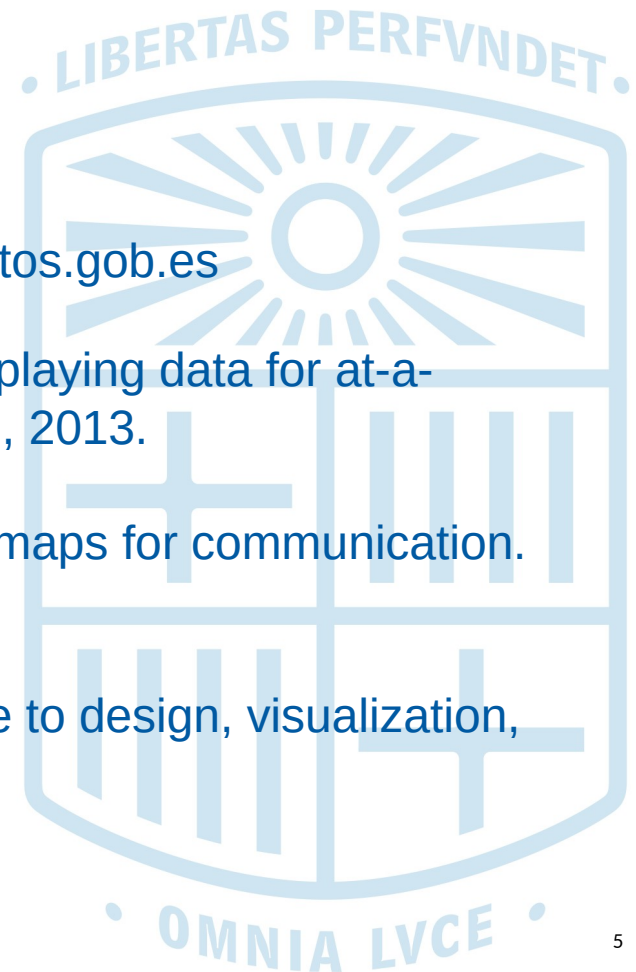 • LIBERTAS PERFVNDET •
tos.gob.es
playing data for at-a-
, 2013.
maps for communication.
e to design, visualization,
• OMNIA LVCE •
5